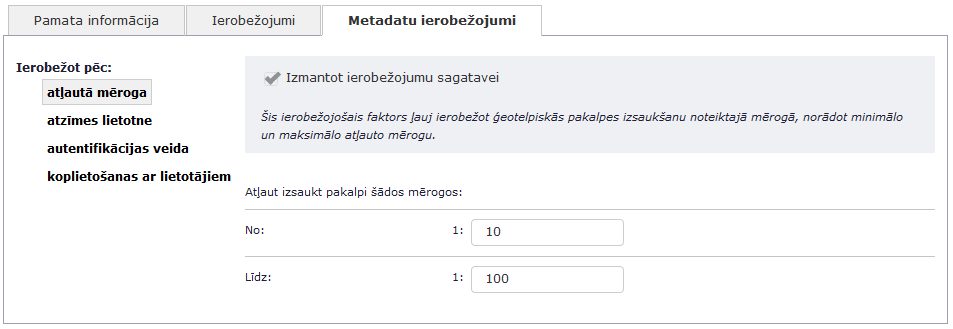 Pamata informācija
Ierobežojumi
Metadatu ierobežojumi
Ierobežot pēc:
atļautā mēroga
atzīmes lietotne
autentifikācijas veida
koplietošanas ar lietotājiem
Izmantot ierobežojumu sagatavei
Šis ierobežojošais faktors ļauj ierobežot ģeotelpiskās pakalpes izsaukšanu noteiktajā mērogā, norādot minimālo
un maksimālo atļauto mērogu.
Atļaut izsaukt pakalpi šādos mērogos:
No: 1: 10
Līdz: 1: 100